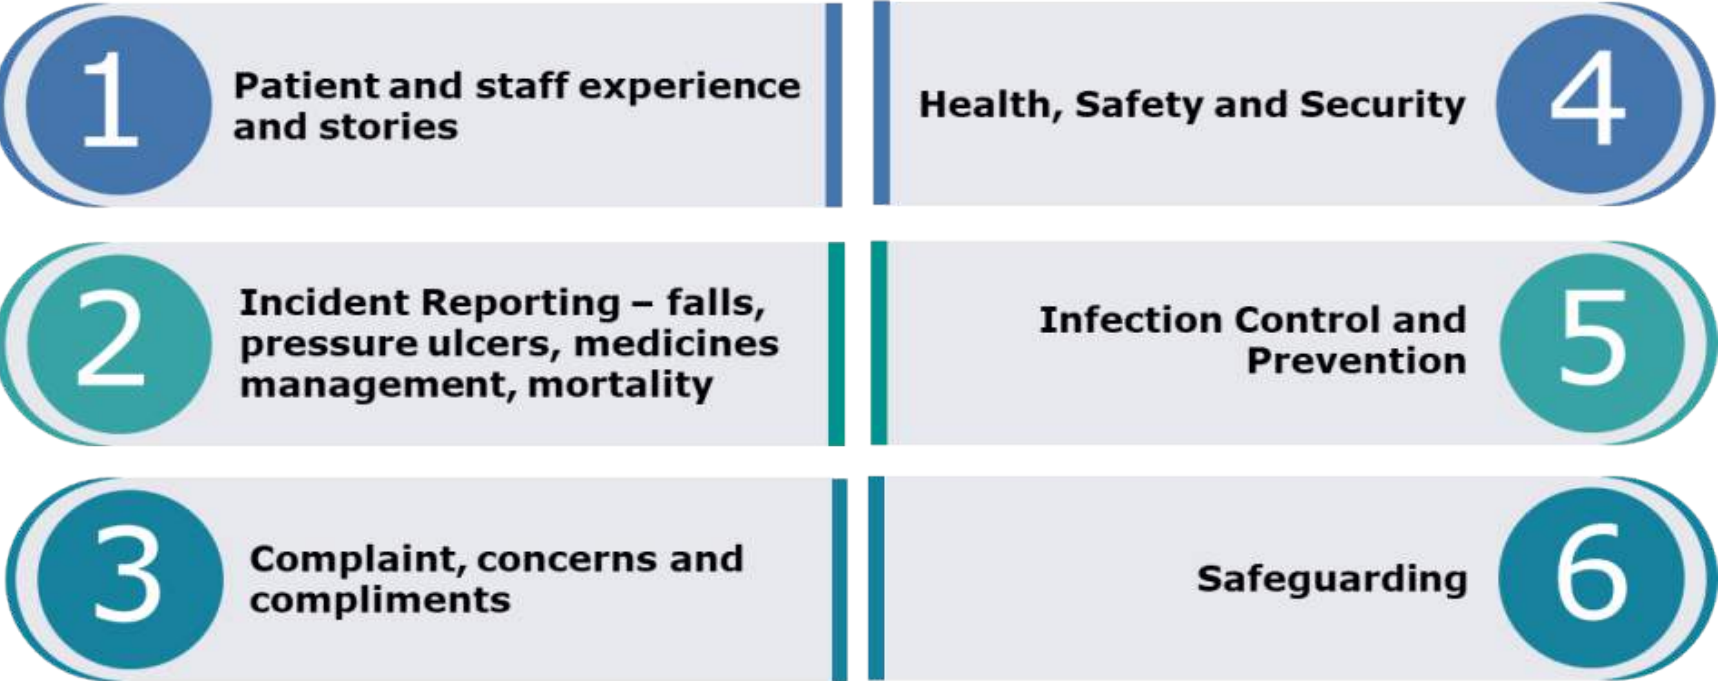 1
Patient and staff experience
and stories
2
Incident Reporting – falls,
pressure ulcers, medicines
management, mortality
3
Complaint, concerns and
compliments
4
Health, Safety and Security
5
Infection Control and
Prevention
6
Safeguarding